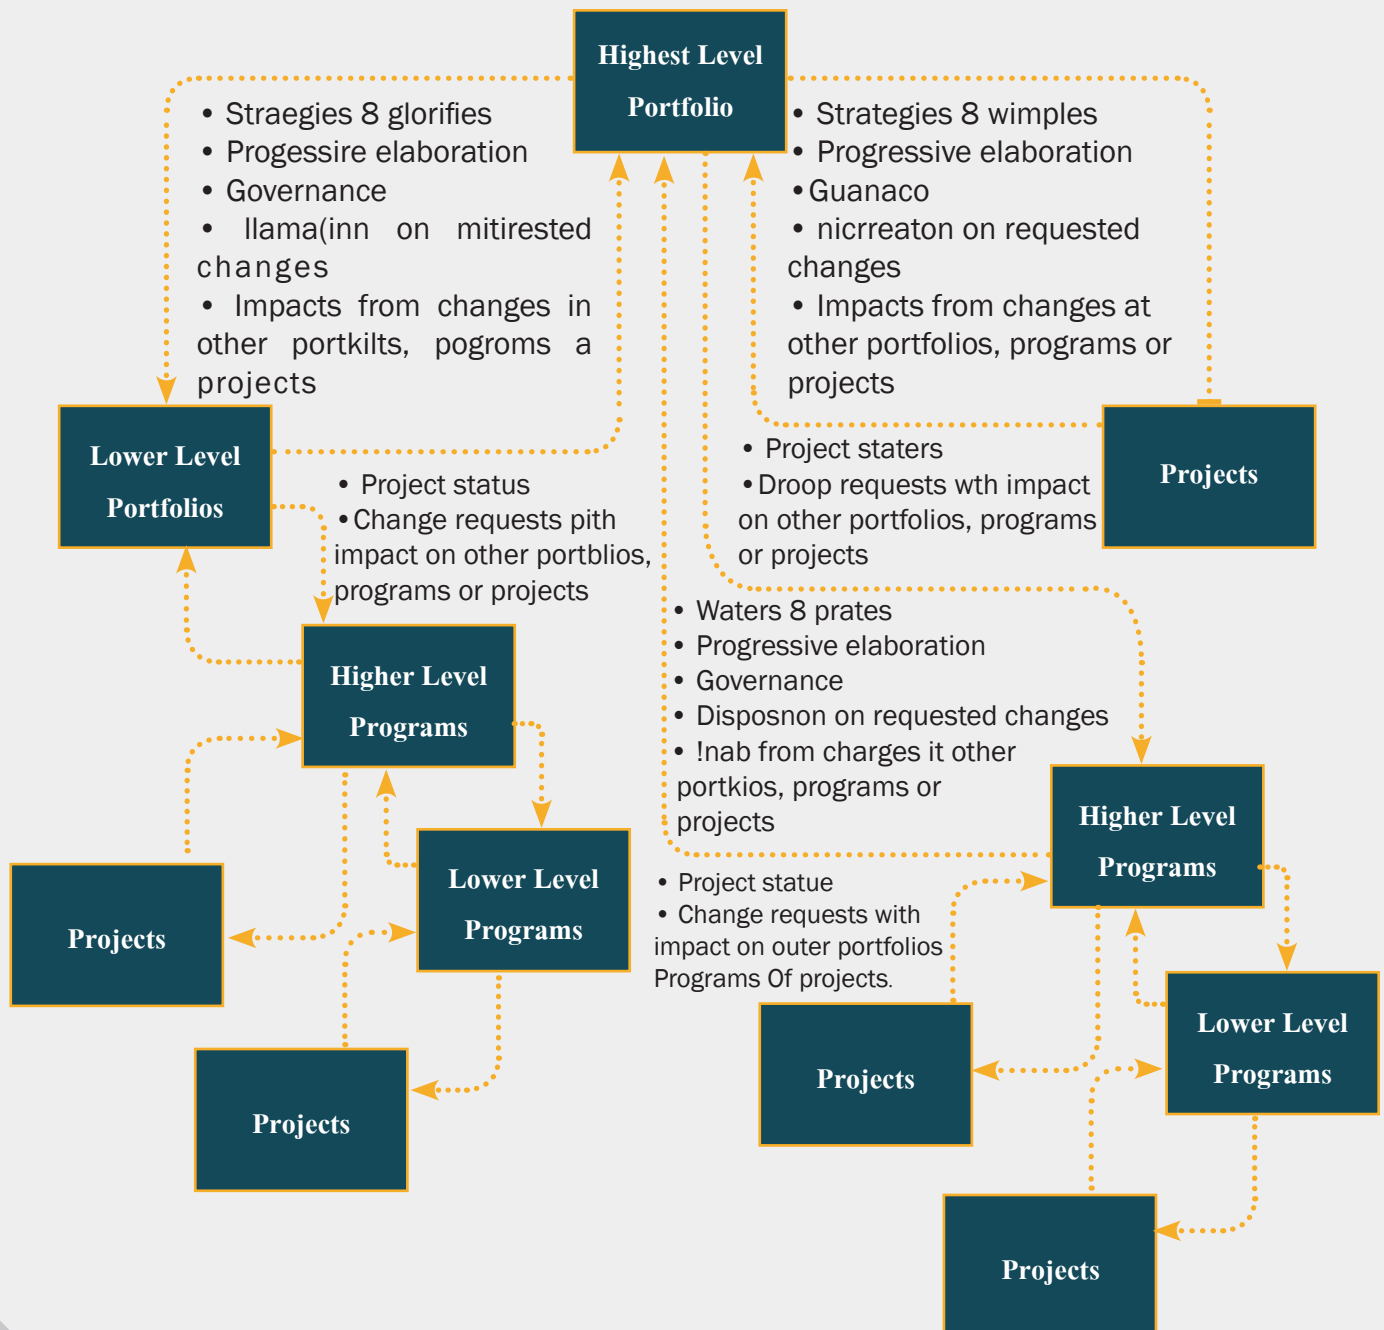 Highest Level
Portfolio
• Straegies 8 glorifies
• Progessire elaboration
• Governance
• llama(inn on mitirested
changes
• Impacts from changes in
other portkilts, pogroms a
projects
• Strategies 8 wimples
• Progressive elaboration
•Guanaco
• nicrreaton on requested
changes
• Impacts from changes at
other portfolios, programs or
projects
Lower Level
Portfolios
• Project status
•Change requests pith
impact on other portblios,
programs or projects
• Project staters
•Droop requests wth impact
on other portfolios, programs
or projects
Projects
• Waters 8 prates
• Progressive elaboration
• Governance
• Disposnon on requested changes
• !nab from charges it other
portkios, programs or
projects
Higher Level
Programs
Higher Level
Programs
Lower Level
Programs
Projects
• Project statue
• Change requests with
impact on outer portfolios
Programs Of projects.
Projects
Projects
Lower Level
Programs
Projects